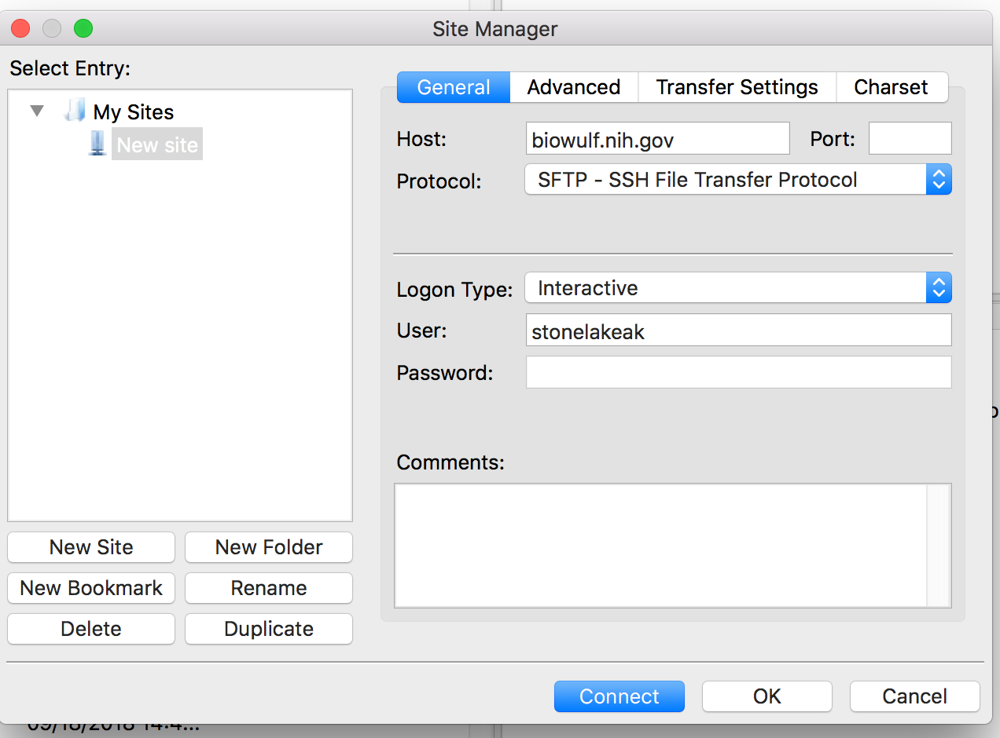 Site Manager
Select Entry:
My Sites
New site
New Site New Folder
New Bookmark Rename
Delete Duplicate
General Advanced Transfer Settings Charset
Host: biowulf.nih.gov Port:
Protocol: SFTP - SSH File Transfer Protocol
Logon Type: Interactive
User: stonelakeak
Password:
Comments:
Connect OK Cancel
09/18/2018 14:4...